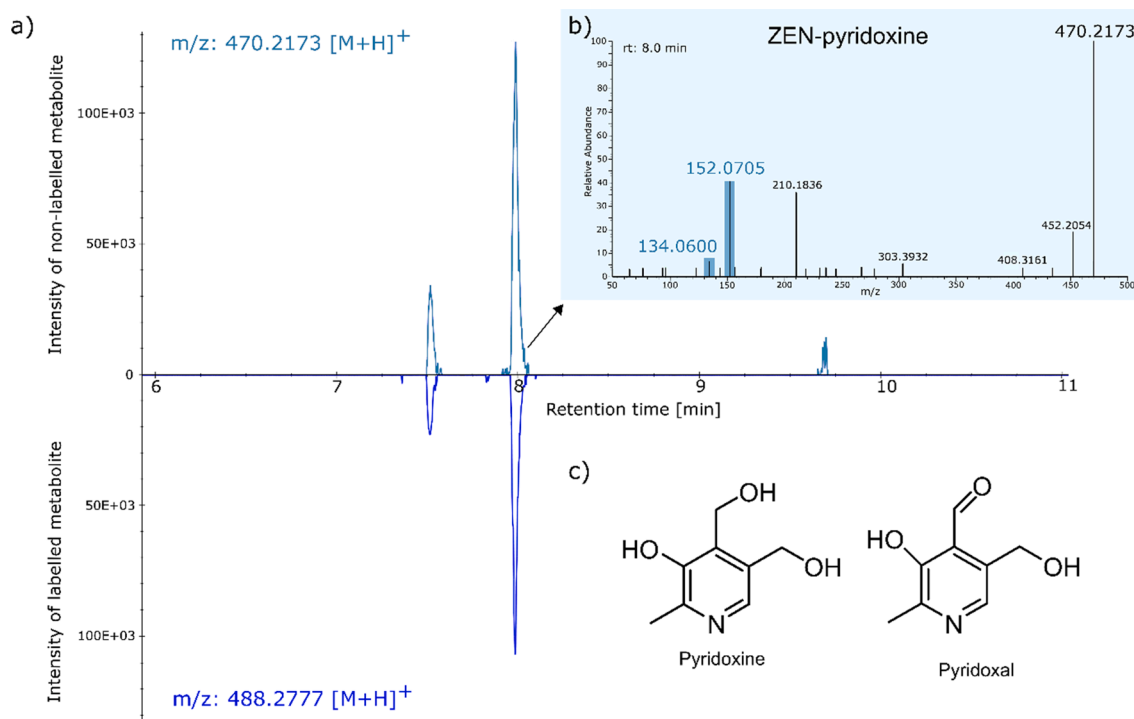 a)
m/z: 470.2173 [M+H]+
Intensity of non-labelled metabolite
100E+03
50E+03
0
6
7
8
9
10
11
Retention time [min]
Intensity of labelled metabolite
50E+03
100E+03
m/z: 488.2777 [M+H]+
b)
ZEN-pyridoxine
rt: 8.0 min
Relative Abundance
100
90
80
70
60
50
40
30
20
10
0
470.2173
152.0705
210.1836
134.0600
303.3932
408.3161
452.2054
50
100
150
200
250
300
350
400
450
500
m/z
c)
OH
HO
OH
N
Pyridoxine
O
HO
OH
N
Pyridoxal